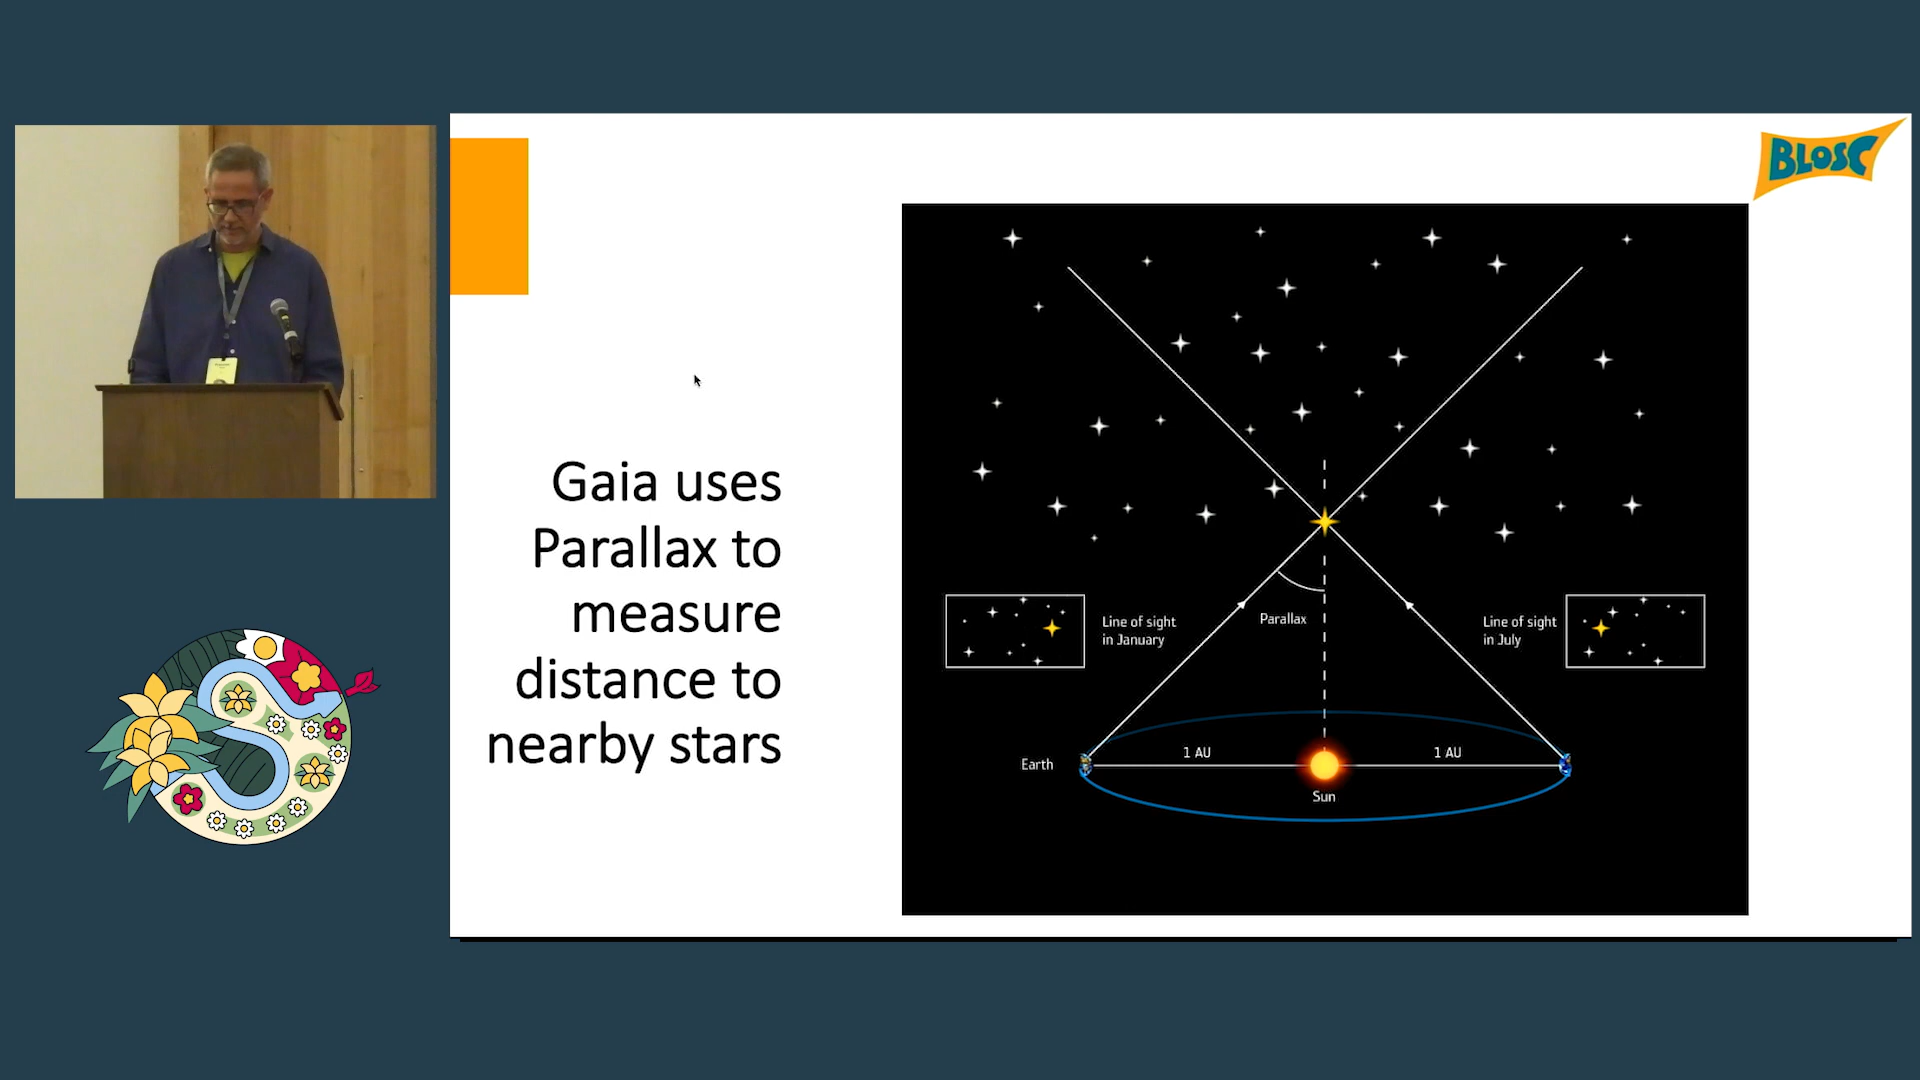 BLOSC
Gaia uses
Parallax to
measure
distance to
nearby stars
Line of sight
in January
Parallax
Line of sight
in July
Earth
1 AU
1 AU
Sun